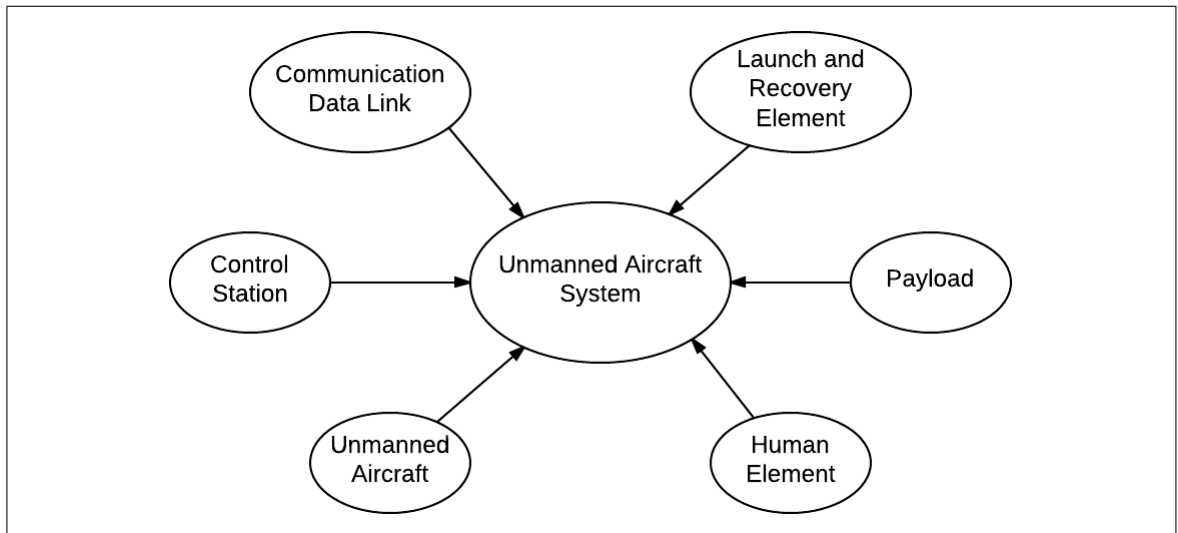 Communication
Data Link
Launch and
Recovery
Element
Control
Station
Unmanned Aircraft
System
Payload
Unmanned
Aircraft
Human
Element